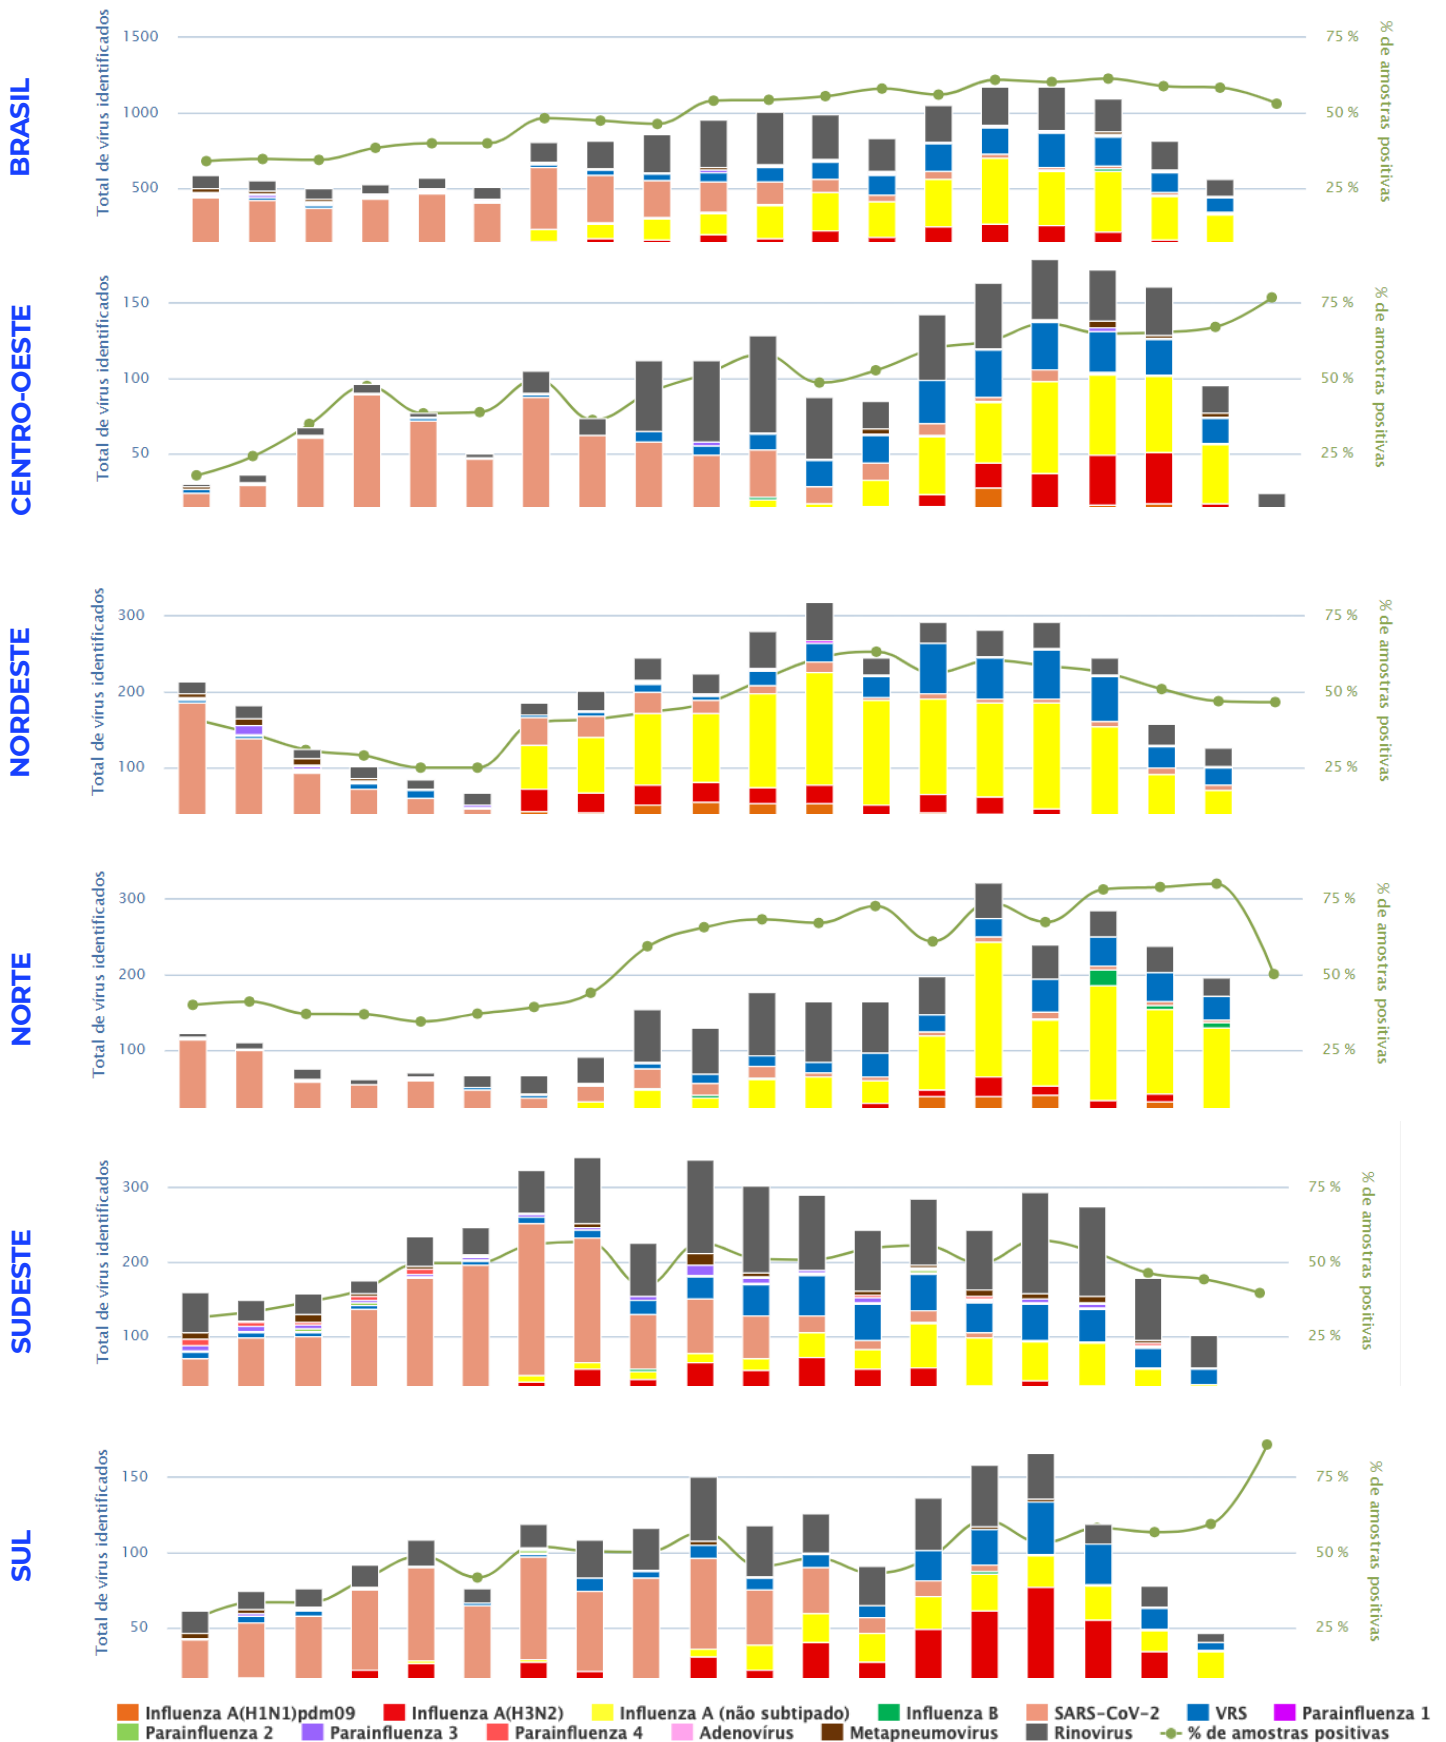 BRASIL
Total de vírus identificados
1500
1000
500
75 %
50 %
25 %
% de amostras positivas
CENTRO-OESTE
Total de vírus identificados
150
100
50
75 %
50 %
25 %
% de amostras positivas
NORDESTE
Total de vírus identificados
300
200
100
75 %
50 %
25 %
% de amostras positivas
NORTE
Total de vírus identificados
300
200
100
75 %
50 %
25 %
% de amostras positivas
SUDESTE
Total de vírus identificados
300
200
100
75 %
50 %
25 %
% de amostras positivas
SUL
Total de vírus identificados
150
100
50
75 %
50 %
25 %
% de amostras positivas
Influenza A(H1N1)pdm09 Influenza A(H3N2) Influenza A (não subtipado) Influenza B SARS-CoV-2 VRS Parainfluenza 1
Parainfluenza 2 Parainfluenza 3 Parainfluenza 4 Adenovírus Metapneumovirus Rinovirus % de amostras positivas